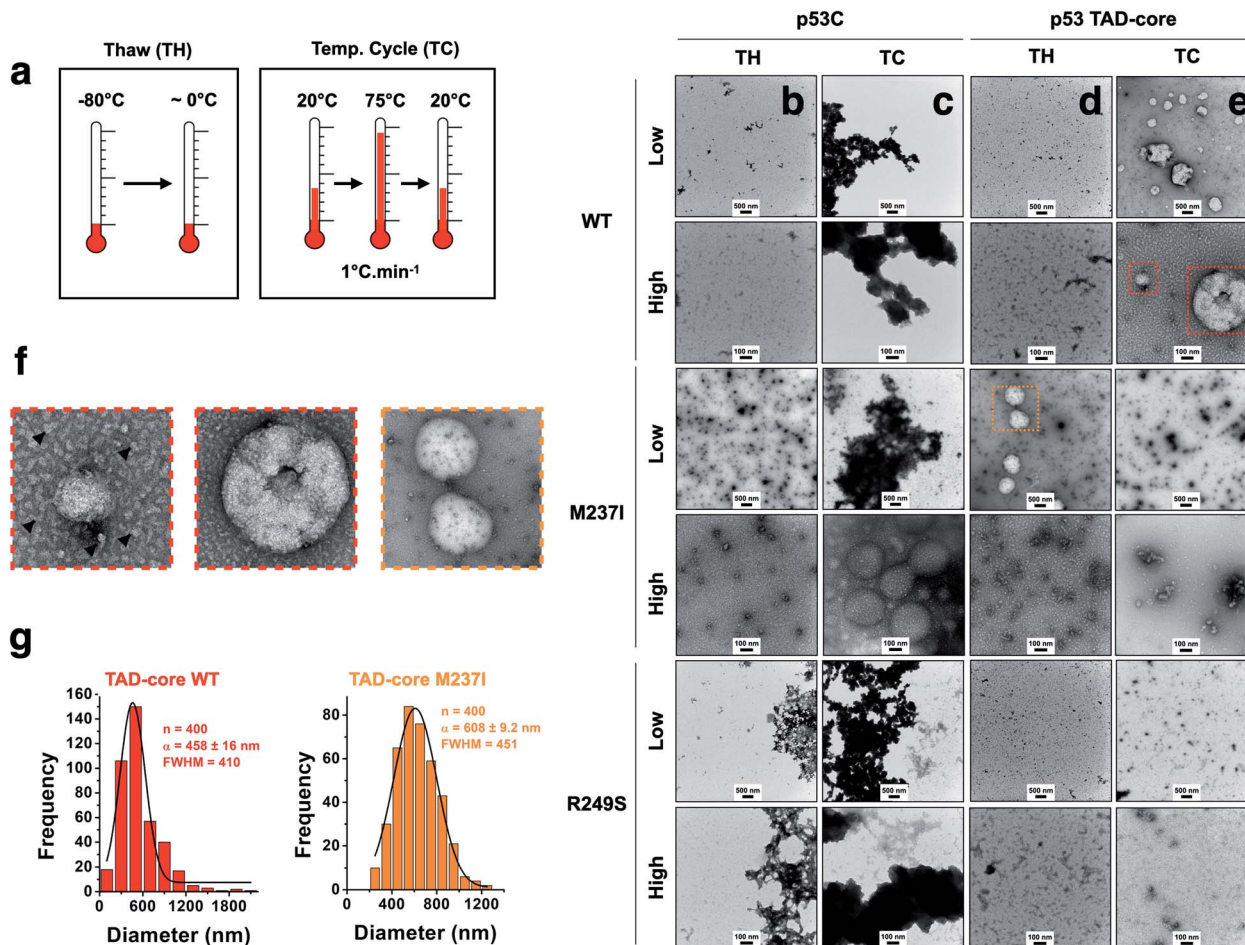 a
Thaw (TH)
Temp. Cycle (TC)
-80°C
~ 0°C
20°C
75°C
20°C
1°C.min⁻¹
f
g
TAD-core WT
n = 400
α = 458 ± 16 nm
FWHM = 410
Frequency
160
140
120
100
80
60
40
20
0
0
600
1200
1800
Diameter (nm)
TAD-core M237I
n = 400
α = 608 ± 9.2 nm
FWHM = 451
Frequency
80
60
40
20
0
0
400
800
1200
Diameter (nm)
p53C
p53 TAD-core
TH
TC
TH
TC
b
c
d
e
WT
Low
500 nm
500 nm
500 nm
500 nm
High
100 nm
100 nm
100 nm
100 nm
M237I
Low
500 nm
500 nm
500 nm
500 nm
High
100 nm
100 nm
100 nm
100 nm
R249S
Low
500 nm
500 nm
500 nm
500 nm
High
100 nm
100 nm
100 nm
100 nm